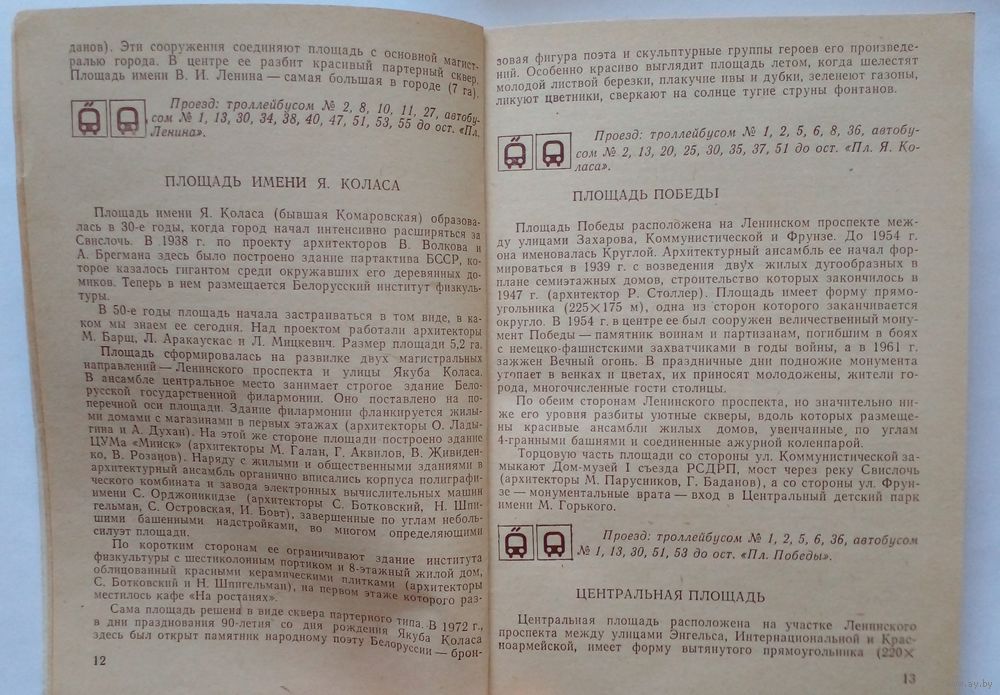 данов). Эти сооружения соединяют площадь с основной магист-
ралью города. В центре ее разбит красивый партерный сквер.
Площадь имени В. И. Ленина — самая большая в городе (7 га).
Проезд: троллейбусом № 2, 8, 10, 11, 27, автобу-
сом № 1, 13, 30, 34, 38, 40, 47, 51, 53, 55 до ост. «Пл.
Ленина».
ПЛОЩАДЬ ИМЕНИ Я. КОЛАСА
Площадь имени Я. Коласа (бывшая Комаровская) образова-
лась в 30-е годы, когда город начал интенсивно расширяться за
Свислочь. В 1938 г. по проекту архитекторов В. Волкова и
А. Брегмана здесь было построено здание партактива БССР, ко-
торое казалось гигантом среди окружавших его деревянных до-
миков. Теперь в нем размещается Белорусский институт физкуль-
туры.
В 50-е годы площадь начала застраиваться в том виде, в ка-
ком мы знаем ее сегодня. Над проектом работали архитекторы
М. Барщ, Л. Аракаускас и Л. Мицкевич. Размер площади 5,2 га.
Площадь сформировалась на развилке двух магистральных
направлений — Ленинского проспекта и улицы Якуба Коласа.
В ансамбле центральное место занимает строгое здание Бело-
русской государственной филармонии. Оно поставлено на по-
перечной оси площади. Здание филармонии фланкируется жилы-
ми домами с магазинами в первых этажах (архитекторы О. Лады-
гина и А. Духан). На этой же стороне площади построено здание
ЦУМа «Минск» (архитекторы М. Галан, Г. Аквилов, В. Живиден-
ко, В. Розанов). Наряду с жилыми и общественными зданиями в
архитектурный ансамбль органично вписались корпуса полиграфи-
ческого комбината и завода электронных вычислительных машин
имени С. Орджоникидзе (архитекторы С. Ботковский, Н. Шпи-
гельман, С. Островская, И. Бовт), завершенные по углам неболь-
шими башенными надстройками, во многом определяющими
силуэт площади.
По коротким сторонам ее ограничивают здание института
физкультуры с шестиколонным портиком и 8-этажный жилой дом,
облицованный красными керамическими плитками (архитекторы
С. Ботковский и Н. Шпигельман), на первом этаже которого раз-
местилось кафе «На ростанях».
Сама площадь решена в виде сквера партерного типа. В 1972 г.,
в дни празднования 90-летия со дня рождения Якуба Коласа
здесь был открыт памятник народному поэту Белоруссии — брон-
12
зовая фигура поэта и скульптурные группы героев его произведе-
ний. Особенно красиво выглядит площадь летом, когда шелестят
молодой листвой березки, плакучие ивы и дубки, зеленеют газоны,
ликуют цветники, сверкают на солнце тугие струны фонтанов.
Проезд: троллейбусом № 1, 2, 5, 6, 8, 36, автобу-
сом № 2, 13, 20, 25, 30, 35, 37, 51 до ост. «Пл. Я. Ко-
ласа».
ПЛОЩАДЬ ПОБЕДЫ
Площадь Победы расположена на Ленинском проспекте меж-
ду улицами Захарова, Коммунистической и Фрунзе. До 1954 г.
она именовалась Круглой. Архитектурный ансамбль ее начал фор-
мироваться в 1939 г. с возведения двух жилых дугообразных в
плане семиэтажных домов, строительство которых закончилось в
1947 г. (архитектор Р. Столлер). Площадь имеет форму прямо-
угольника (225×175 м), одна из сторон которого заканчивается
округло. В 1954 г. в центре ее был сооружен величественный мону-
мент Победы — памятник воинам и партизанам, погибшим в боях
с немецко-фашистскими захватчиками в годы войны, а в 1961 г.
зажжен Вечный огонь. В праздничные дни подножие монумента
утопает в венках и цветах, их приносят молодожены, жители го-
рода, многочисленные гости столицы.
По обеим сторонам Ленинского проспекта, но значительно ни-
же его уровня разбиты уютные скверы, вдоль которых размеще-
ны красивые ансамбли жилых домов, увенчанные по углам
4-гранными башнями и соединенные ажурной коленпарой.
Торцовую часть площади со стороны ул. Коммунистической за-
мыкают Дом-музей I съезда РСДРП, мост через реку Свислочь
(архитекторы М. Парусников, Г. Баданов), а со стороны ул. Фрун-
зе — монументальные врата — вход в Центральный детский парк
имени М. Горького.
Проезд: троллейбусом № 1, 2, 5, 6, 36, автобусом
№ 1, 13, 30, 51, 53 до ост. «Пл. Победы».
ЦЕНТРАЛЬНАЯ ПЛОЩАДЬ
Центральная площадь расположена на участке Ленинского
проспекта между улицами Энгельса, Интернациональной и Крас-
ноармейской, имеет форму вытянутого прямоугольника (220×
13
www.ay.by